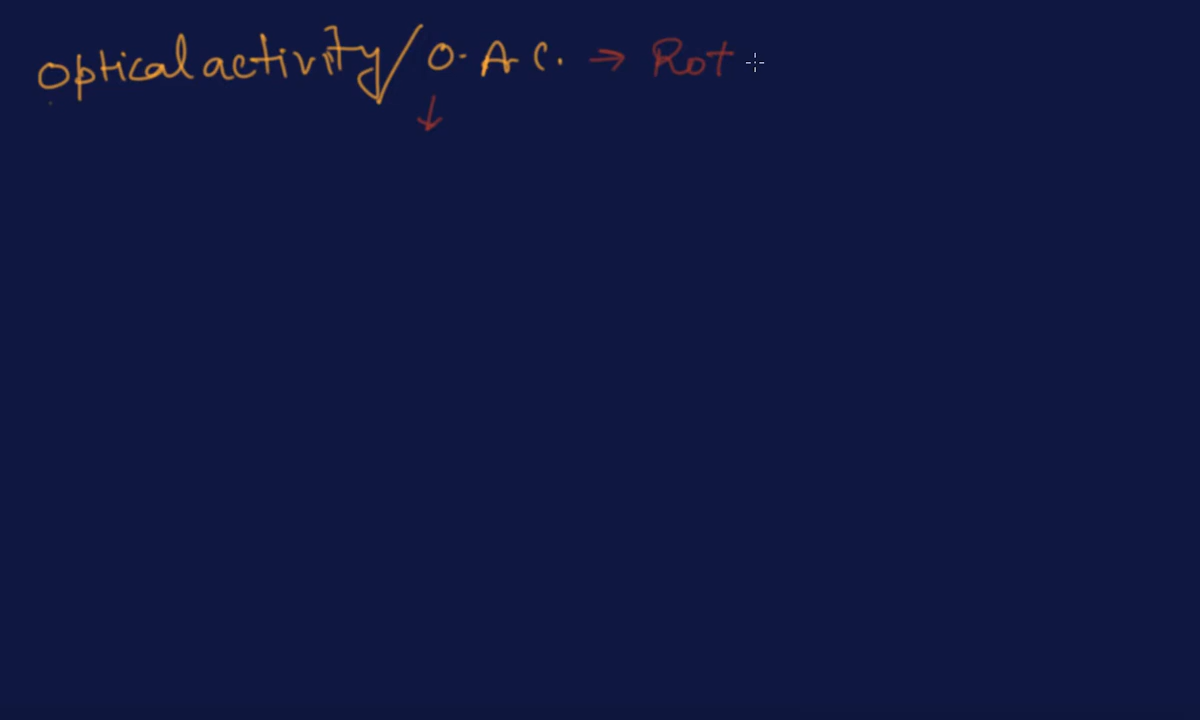 Optical activity/O.A.C. → Rot
↓